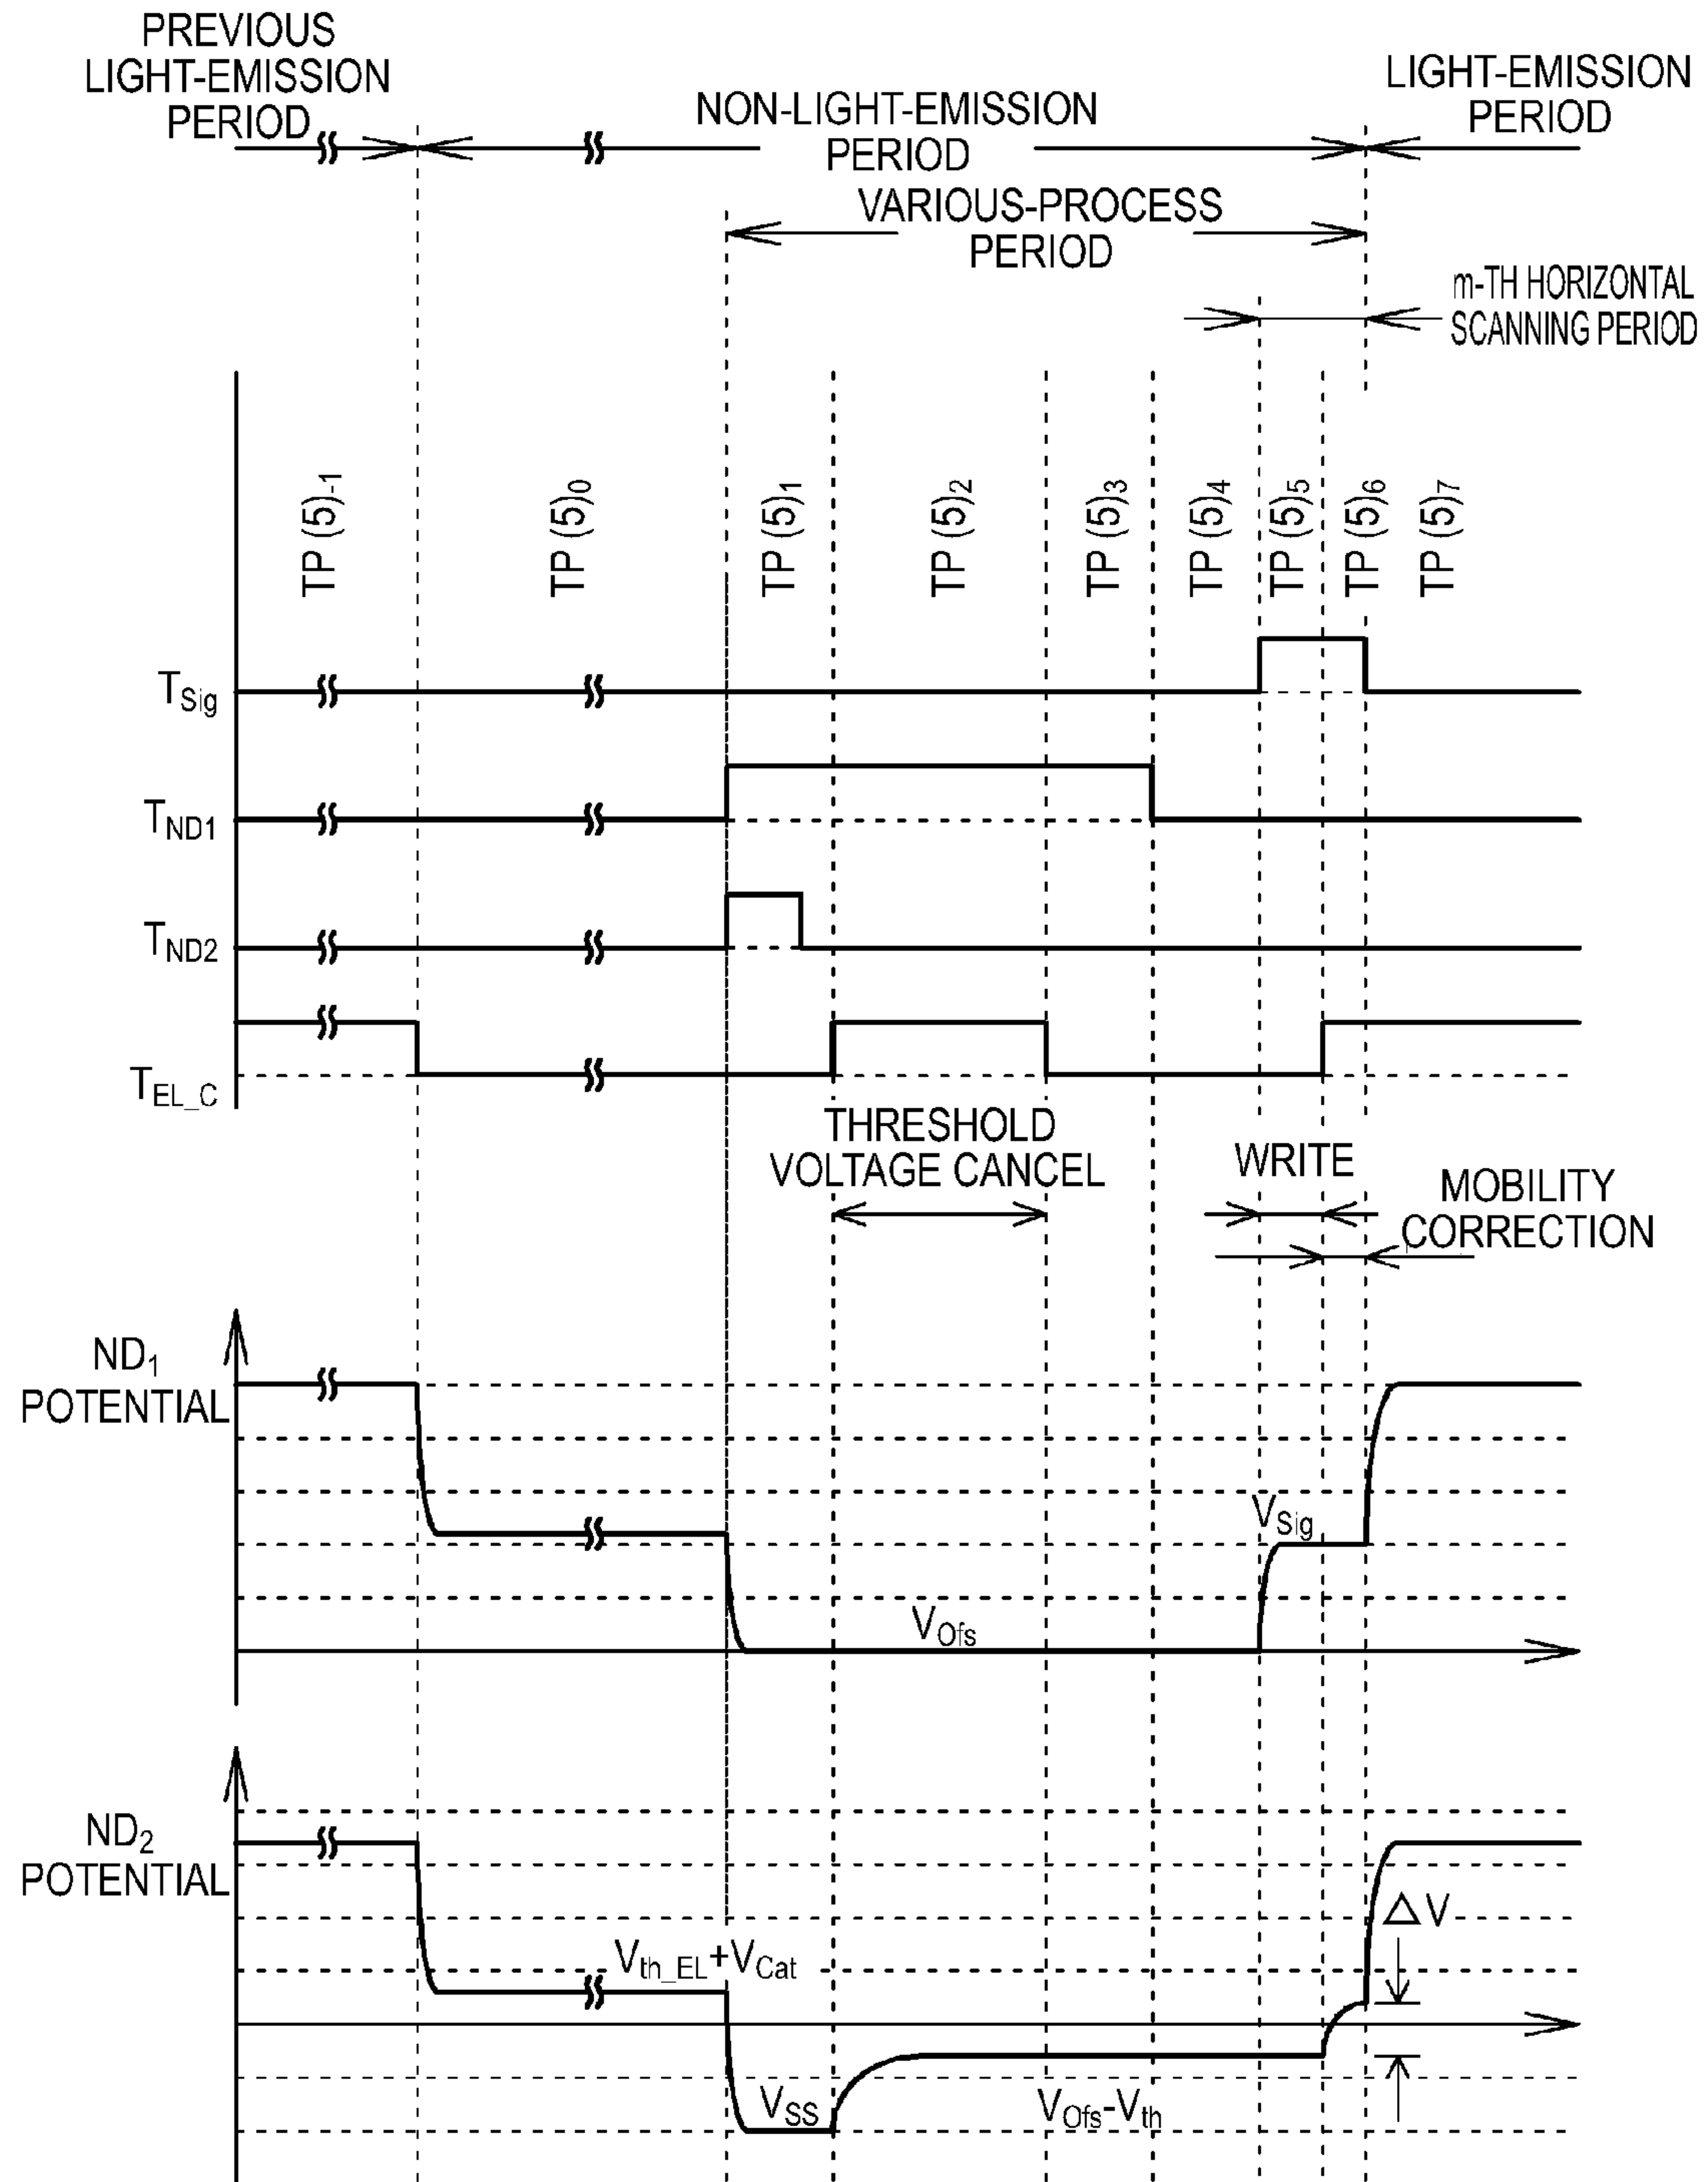 PREVIOUS
LIGHT-EMISSION
PERIOD
NON-LIGHT-EMISSION
PERIOD
LIGHT-EMISSION
PERIOD
VARIOUS-PROCESS
PERIOD
m-TH HORIZONTAL
SCANNING PERIOD
TP (5)-1
TP (5)0
TP (5)1
TP (5)2
TP (5)3
TP (5)4
TP (5)5
TP (5)6
TP (5)7
TSig
TND1
TND2
TEL_C
THRESHOLD
VOLTAGE CANCEL
WRITE
MOBILITY
CORRECTION
ND1
POTENTIAL
VSig
VOfs
ND2
POTENTIAL
△V
Vth_EL+VCat
VSS
VOfs-Vth